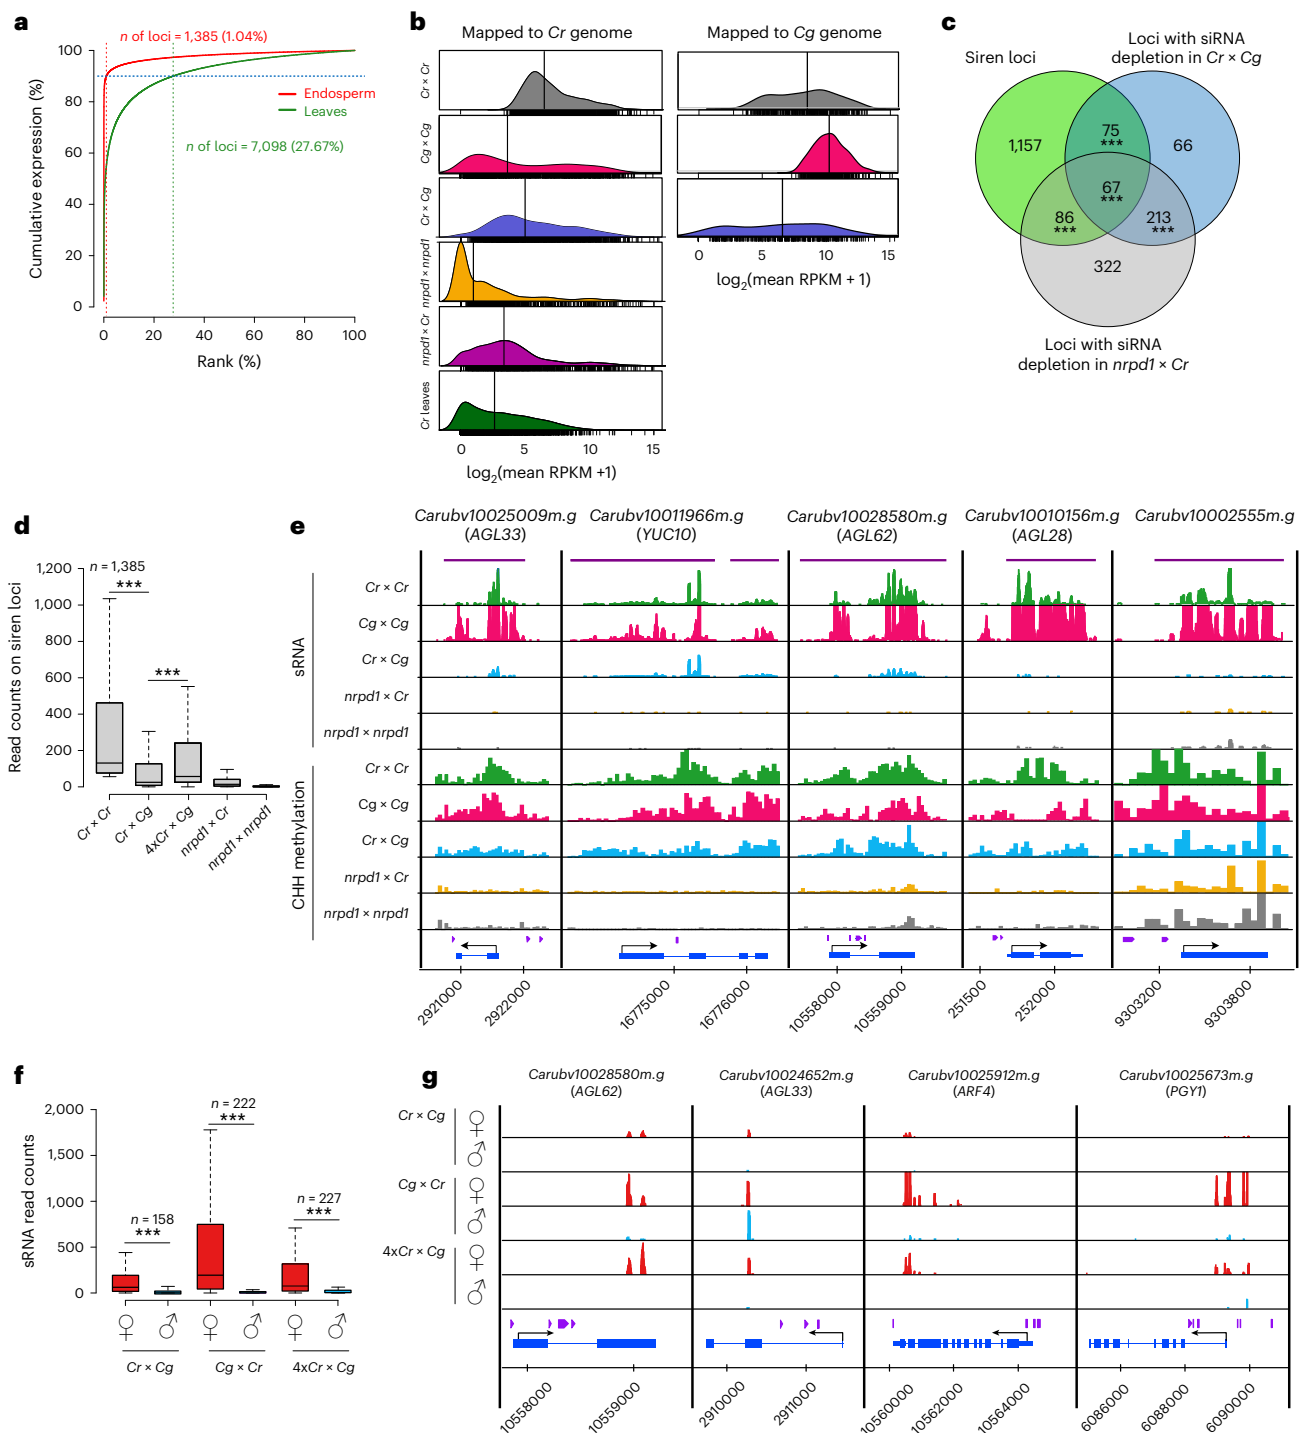 a
n of loci = 1,385 (1.04%)
100
80
60
40
20
0
Cumulative expression (%)
Endosperm
Leaves
n of loci = 7,098 (27.67%)
0 20 40 60 80 100
Rank (%)
b
Mapped to Cr genome
Mapped to Cg genome
Cr × Cr
Cg × Cg
Cr × Cg
nrpd1 × nrpd1
nrpd1 × Cr
Cr leaves
0 5 10 15
log2(mean RPKM +1)
0 5 10 15
log2(mean RPKM + 1)
c
Siren loci
Loci with siRNA
depletion in Cr × Cg
1,157
75
***
66
67
***
86
***
213
***
322
Loci with siRNA
depletion in nrpd1 × Cr
d
n = 1,385
***
***
1,200
1,000
800
600
400
200
0
Read counts on siren loci
Cr × Cr
Cr × Cg
4xCr × Cg
nrpd1 × Cr
nrpd1 × nrpd1
e
Carubv10025009m.g
(AGL33)
Carubv10011966m.g
(YUC10)
Carubv10028580m.g
(AGL62)
Carubv10010156m.g
(AGL28)
Carubv10002555m.g
sRNA
Cr × Cr
Cg × Cg
Cr × Cg
nrpd1 × Cr
nrpd1 × nrpd1
CHH methylation
Cr × Cr
Cg × Cg
Cr × Cg
nrpd1 × Cr
nrpd1 × nrpd1
2921000
2922000
16775000
16776000
10558000
10559000
251500
252000
9303200
9303800
f
2,000
1,500
1,000
500
0
sRNA read counts
n = 158
***
n = 222
***
n = 227
***
♀ ♂ ♀ ♂ ♀ ♂
Cr × Cg
Cg × Cr
4xCr × Cg
g
Carubv10028580m.g
(AGL62)
Carubv10024652m.g
(AGL33)
Carubv10025912m.g
(ARF4)
Carubv10025673m.g
(PGY1)
Cr × Cg
♀
♂
Cg × Cr
♀
♂
4xCr × Cg
♀
♂
10558000
10559000
2910000
2911000
10560000
10562000
10564000
6086000
6088000
6090000